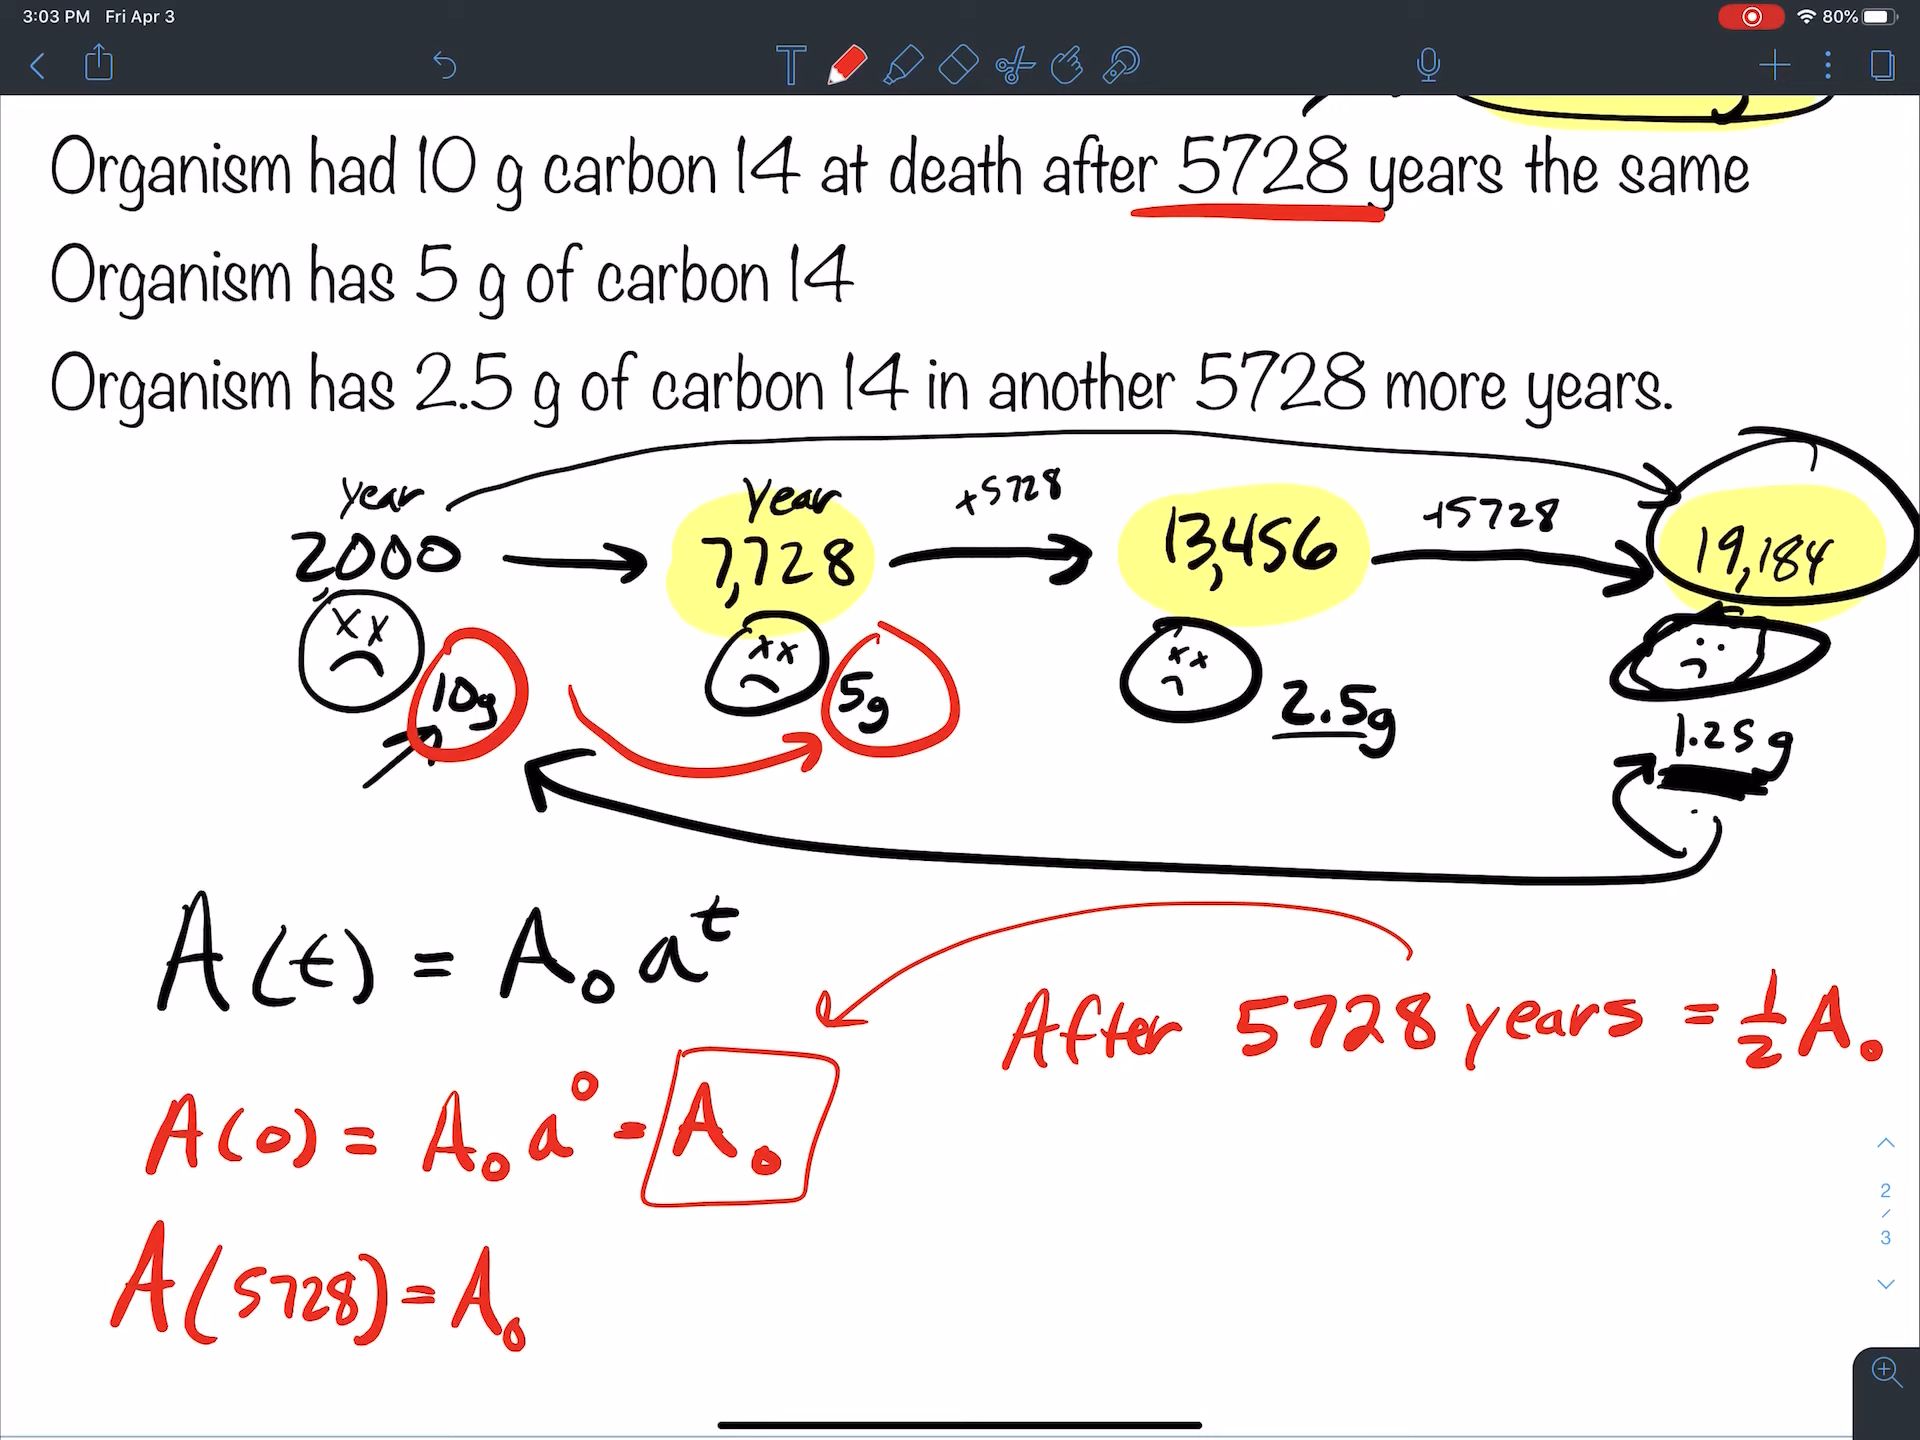 3:03 PM Fri Apr 3 80%
T
Organism had 10 g carbon 14 at death after 5728 years the same
Organism has 5 g of carbon 14
Organism has 2.5 g of carbon 14 in another 5728 more years.
year year +5728 +5728
2,000 7,728 13,456 19,184
10g 5g 2.5g 1.25g
A(t) = A₀aᵗ
After 5728 years = ½A₀
A(0) = A₀a⁰ = A₀
A(5728) = A₀
2
/
3